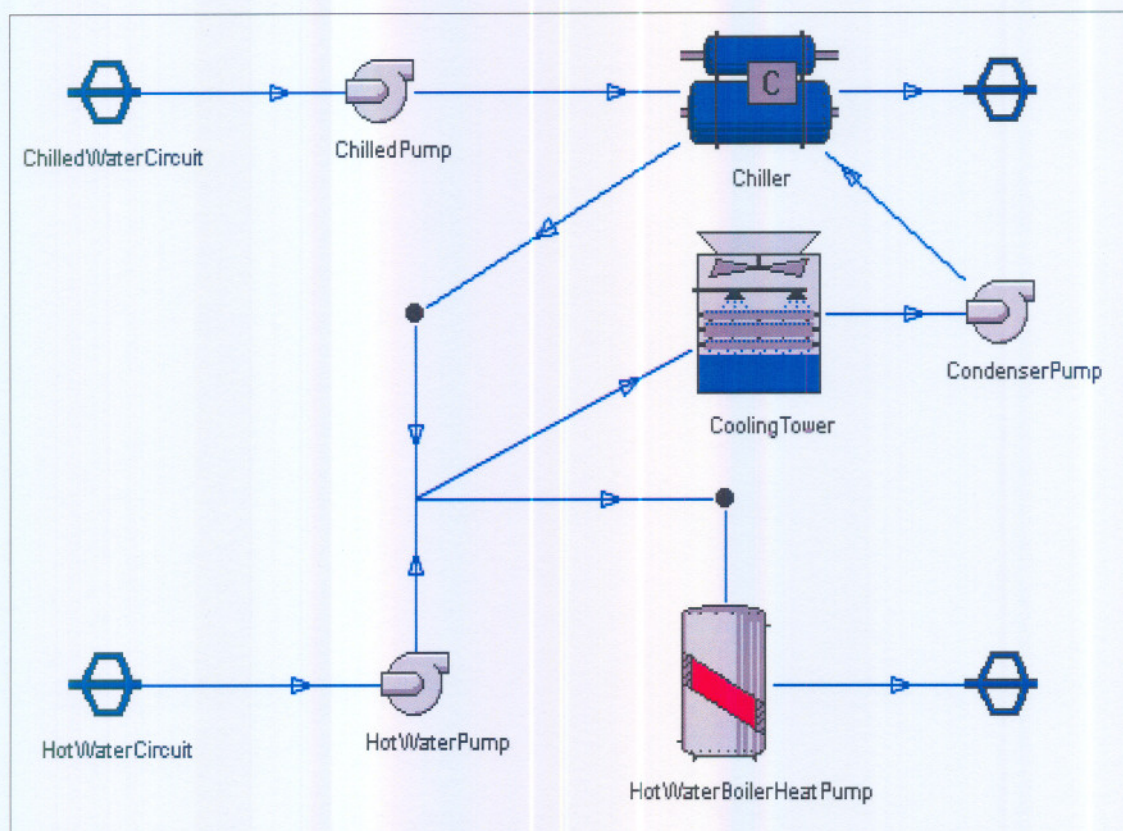 C
ChilledWaterCircuit
ChilledPump
Chiller
CondenserPump
CoolingTower
HotWaterCircuit
HotWaterPump
HotWaterBoilerHeatPump